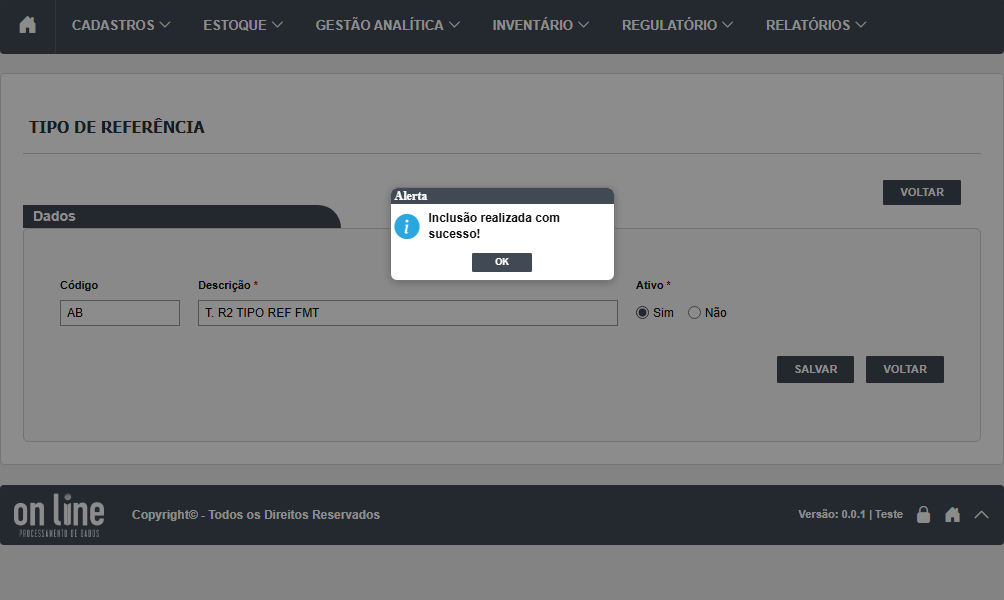 CADASTROS ESTOQUE GESTÃO ANALÍTICA INVENTÁRIO REGULATÓRIO RELATÓRIOS
TIPO DE REFERÊNCIA
VOLTAR
Alerta
Inclusão realizada com
sucesso!
OK
Dados
Código Descrição * Ativo *
AB T. R2 TIPO REF FMT Sim Não
SALVAR VOLTAR
on line
PROCESSAMENTO DE DADOS
Copyright© - Todos os Direitos Reservados
Versão: 0.0.1 | Teste